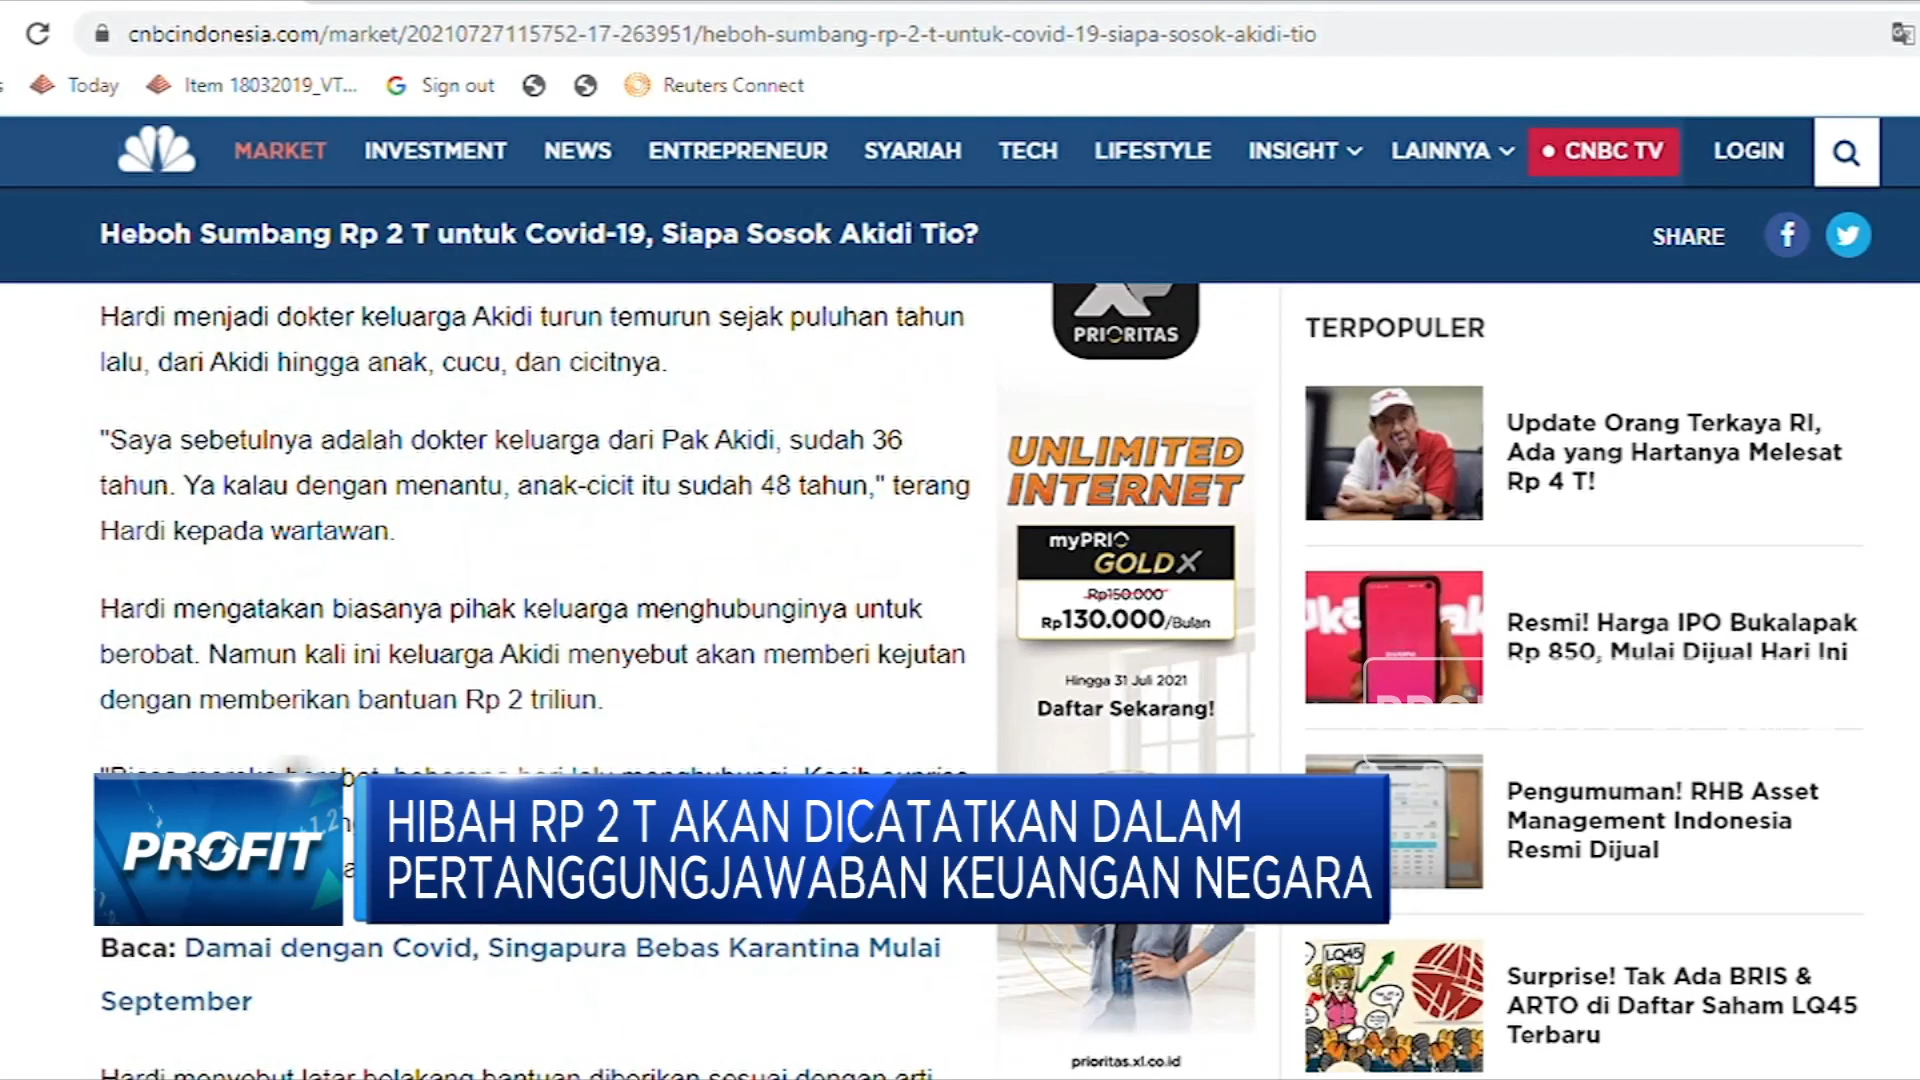 cnbcindonesia.com/market/20210727115752-17-263951/heboh-sumbang-rp-2-t-untuk-covid-19-siapa-sosok-akidi-tio
Today
Item 18032019_VT...
Sign out
Reuters Connect
MARKET
INVESTMENT
NEWS
ENTREPRENEUR
SYARIAH
TECH
LIFESTYLE
INSIGHT
LAINNYA
CNBC TV
LOGIN
Heboh Sumbang Rp 2 T untuk Covid-19, Siapa Sosok Akidi Tio?
SHARE
Hardi menjadi dokter keluarga Akidi turun temurun sejak puluhan tahun
lalu, dari Akidi hingga anak, cucu, dan cicitnya.
"Saya sebetulnya adalah dokter keluarga dari Pak Akidi, sudah 36
tahun. Ya kalau dengan menantu, anak-cicit itu sudah 48 tahun," terang
Hardi kepada wartawan.
Hardi mengatakan biasanya pihak keluarga menghubunginya untuk
berobat. Namun kali ini keluarga Akidi menyebut akan memberi kejutan
dengan memberikan bantuan Rp 2 triliun.
PROFIT
HIBAH RP 2 T AKAN DICATATKAN DALAM
PERTANGGUNGJAWABAN KEUANGAN NEGARA
Baca: Damai dengan Covid, Singapura Bebas Karantina Mulai
September
Hardi menyebut latar belakang bantuan diberikan sesuai dengan arti
PRIORITAS
UNLIMITED
INTERNET
myPRIO
GOLD X
Rp150.000
Rp130.000/Bulan
Hingga 31 Juli 2021
Daftar Sekarang!
prioritas.xl.co.id
TERPOPULER
Update Orang Terkaya RI,
Ada yang Hartanya Melesat
Rp 4 T!
Resmi! Harga IPO Bukalapak
Rp 850, Mulai Dijual Hari Ini
Pengumuman! RHB Asset
Management Indonesia
Resmi Dijual
LQ45
Surprise! Tak Ada BRIS &
ARTO di Daftar Saham LQ45
Terbaru